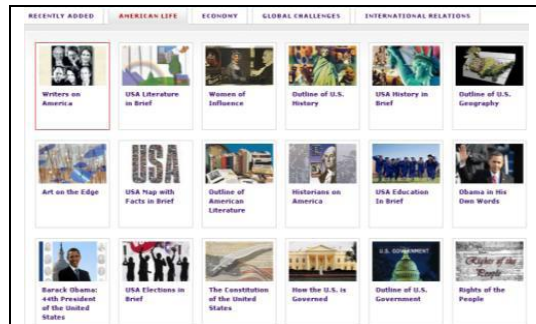 RECENTLY ADDED
AMERICAN LIFE
ECONOMY
GLOBAL CHALLENGES
INTERNATIONAL RELATIONS
Writers on
America
USA Literature
in Brief
Women of
Influence
Outline of U.S.
History
USA History in
Brief
Outline of U.S.
Geography
USA
Art on the Edge
USA Map with
Facts in Brief
Outline of
American
Literature
Historians on
America
USA Education
In Brief
Obama in His
Own Words
U.S. GOVERNMENT
Rights of the
People
Barack Obama:
44th President
of the United
States
USA Elections in
Brief
The Constitution
of the United
States
How the U.S. is
Governed
Outline of U.S.
Government
Rights of the
People